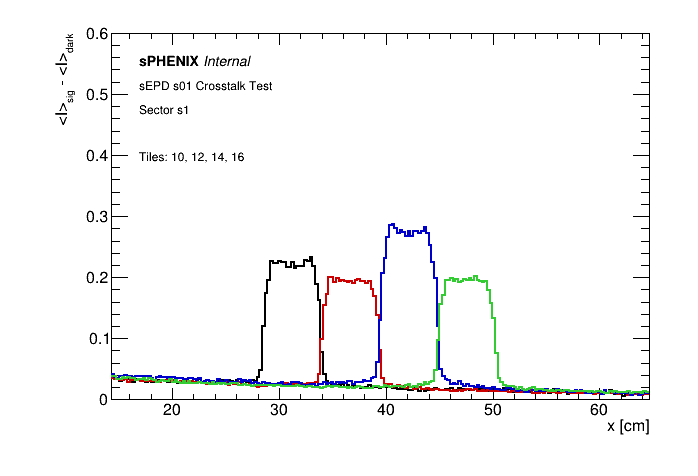 <I>sig - <I>dark
0.6
0.5
0.4
0.3
0.2
0.1
0
sPHENIX Internal
sEPD s01 Crosstalk Test
Sector s1
Tiles: 10, 12, 14, 16
20 30 40 50 60
x [cm]